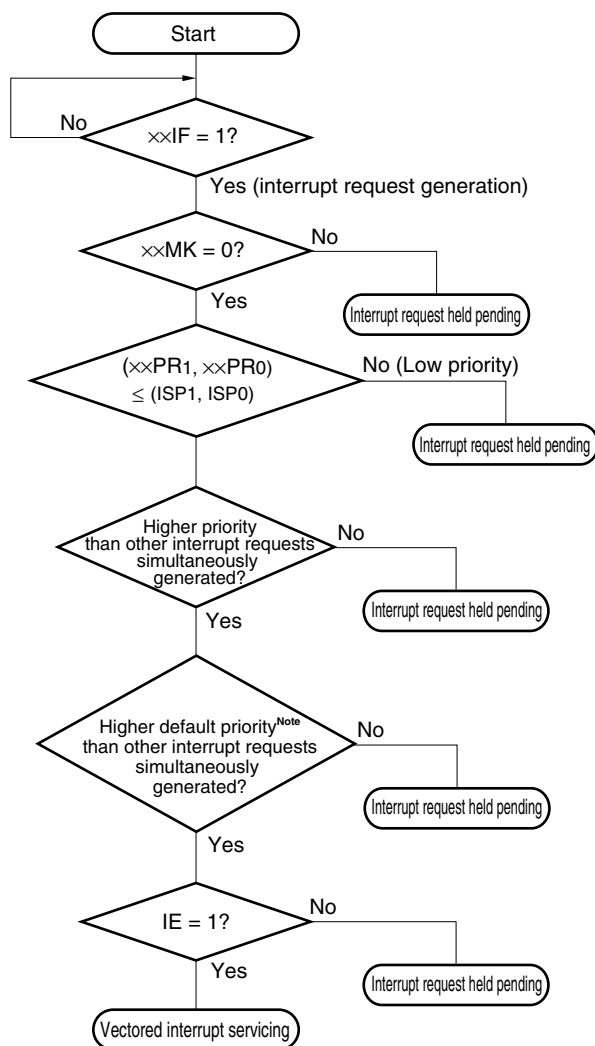 Start
No
××IF = 1?
Yes (interrupt request generation)
××MK = 0?
No
Yes
Interrupt request held pending
(××PR1, ××PR0)
≤ (ISP1, ISP0)
No (Low priority)
Interrupt request held pending
Higher priority
than other interrupt requests
simultaneously
generated?
No
Yes
Interrupt request held pending
Higher default priorityNote
than other interrupt requests
simultaneously
generated?
No
Interrupt request held pending
Yes
IE = 1?
No
Yes
Interrupt request held pending
Vectored interrupt servicing